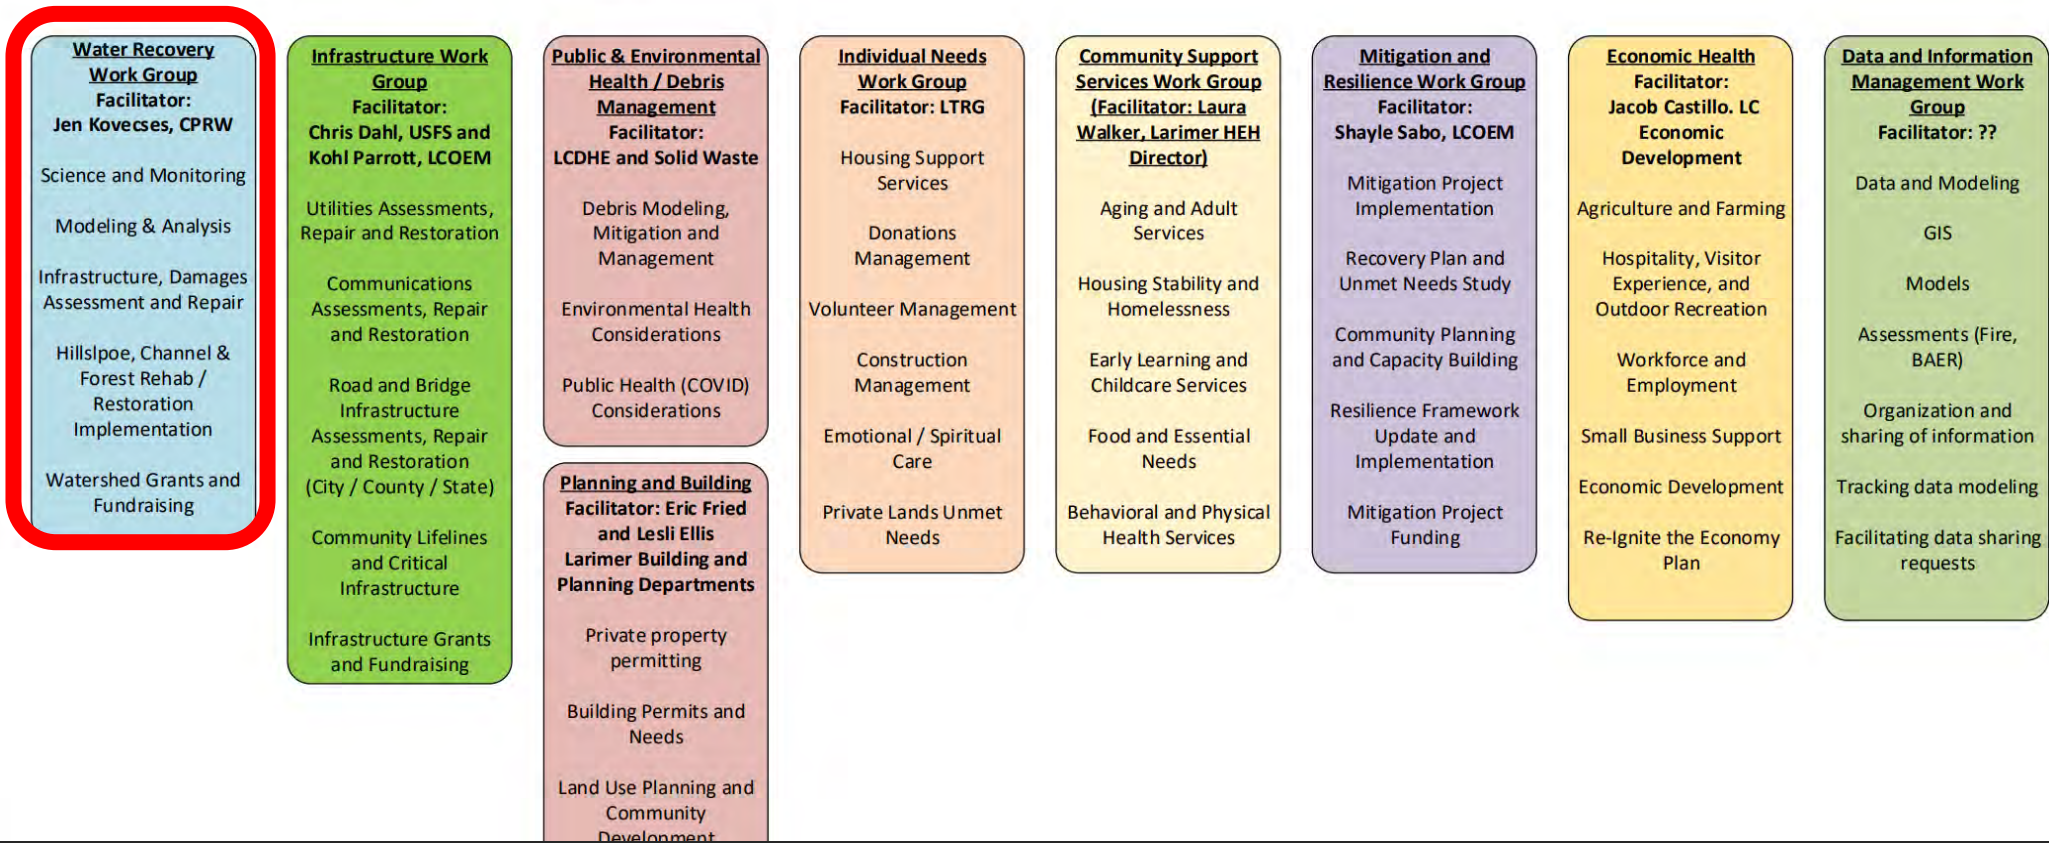 Water Recovery
Work Group
Facilitator:
Jen Kovecses, CPRW
Science and Monitoring
Modeling & Analysis
Infrastructure, Damages
Assessment and Repair
Hillslpoe, Channel &
Forest Rehab /
Restoration
Implementation
Watershed Grants and
Fundraising
Infrastructure Work
Group
Facilitator:
Chris Dahl, USFS and
Kohl Parrott, LCOEM
Utilities Assessments,
Repair and Restoration
Communications
Assessments, Repair
and Restoration
Road and Bridge
Infrastructure
Assessments, Repair
and Restoration
(City / County / State)
Community Lifelines
and Critical
Infrastructure
Infrastructure Grants
and Fundraising
Public & Environmental
Health / Debris
Management
Facilitator:
LCDHE and Solid Waste
Debris Modeling,
Mitigation and
Management
Environmental Health
Considerations
Public Health (COVID)
Considerations
Planning and Building
Facilitator: Eric Fried
and Lesli Ellis
Larimer Building and
Planning Departments
Private property
permitting
Building Permits and
Needs
Land Use Planning and
Community
Development
Individual Needs
Work Group
Facilitator: LTRG
Housing Support
Services
Donations
Management
Volunteer Management
Construction
Management
Emotional / Spiritual
Care
Private Lands Unmet
Needs
Community Support
Services Work Group
(Facilitator: Laura
Walker, Larimer HEH
Director)
Aging and Adult
Services
Housing Stability and
Homelessness
Early Learning and
Childcare Services
Food and Essential
Needs
Behavioral and Physical
Health Services
Mitigation and
Resilience Work Group
Facilitator:
Shayle Sabo, LCOEM
Mitigation Project
Implementation
Recovery Plan and
Unmet Needs Study
Community Planning
and Capacity Building
Resilience Framework
Update and
Implementation
Mitigation Project
Funding
Economic Health
Facilitator:
Jacob Castillo. LC
Economic
Development
Agriculture and Farming
Hospitality, Visitor
Experience, and
Outdoor Recreation
Workforce and
Employment
Small Business Support
Economic Development
Re-Ignite the Economy
Plan
Data and Information
Management Work
Group
Facilitator: ??
Data and Modeling
GIS
Models
Assessments (Fire,
BAER)
Organization and
sharing of information
Tracking data modeling
Facilitating data sharing
requests